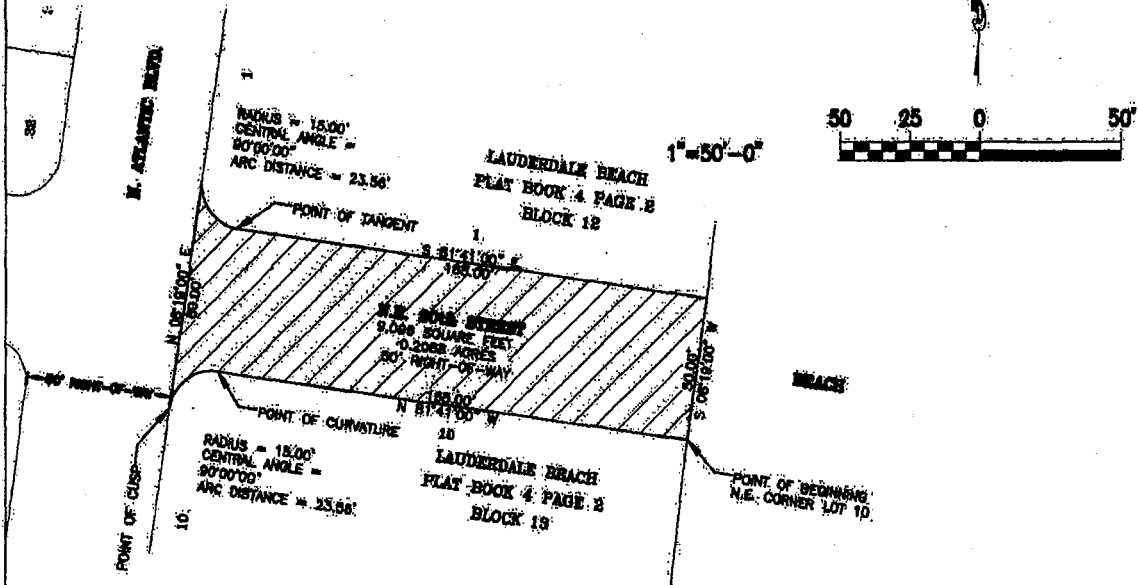 N. ATLANTIC BLVD.
1
RADIUS = 15.00'
CENTRAL ANGLE =
90°00'00"
ARC DISTANCE = 23.56'
LAUDERDALE BEACH
PLAT BOOK 4 PAGE 2
BLOCK 12
1"=50'-0"
50 25 0 50'
POINT OF TANGENT
1
S 81°41'00" E
165.00'
N 08°19'00" E
80.00'
STREET
9,098 SQUARE FEET
0.2088 ACRES
50' RIGHT-OF-WAY
50.00'
S 08°19'00" W
BEACH
RIGHT-OF-WAY
165.00'
N 81°41'00" W
POINT OF CURVATURE
10
RADIUS = 15.00'
CENTRAL ANGLE =
90°00'00"
ARC DISTANCE = 23.56'
LAUDERDALE BEACH
PLAT BOOK 4 PAGE 2
BLOCK 13
POINT OF BEGINNING
N.E. CORNER LOT 10
POINT OF CUSP
10